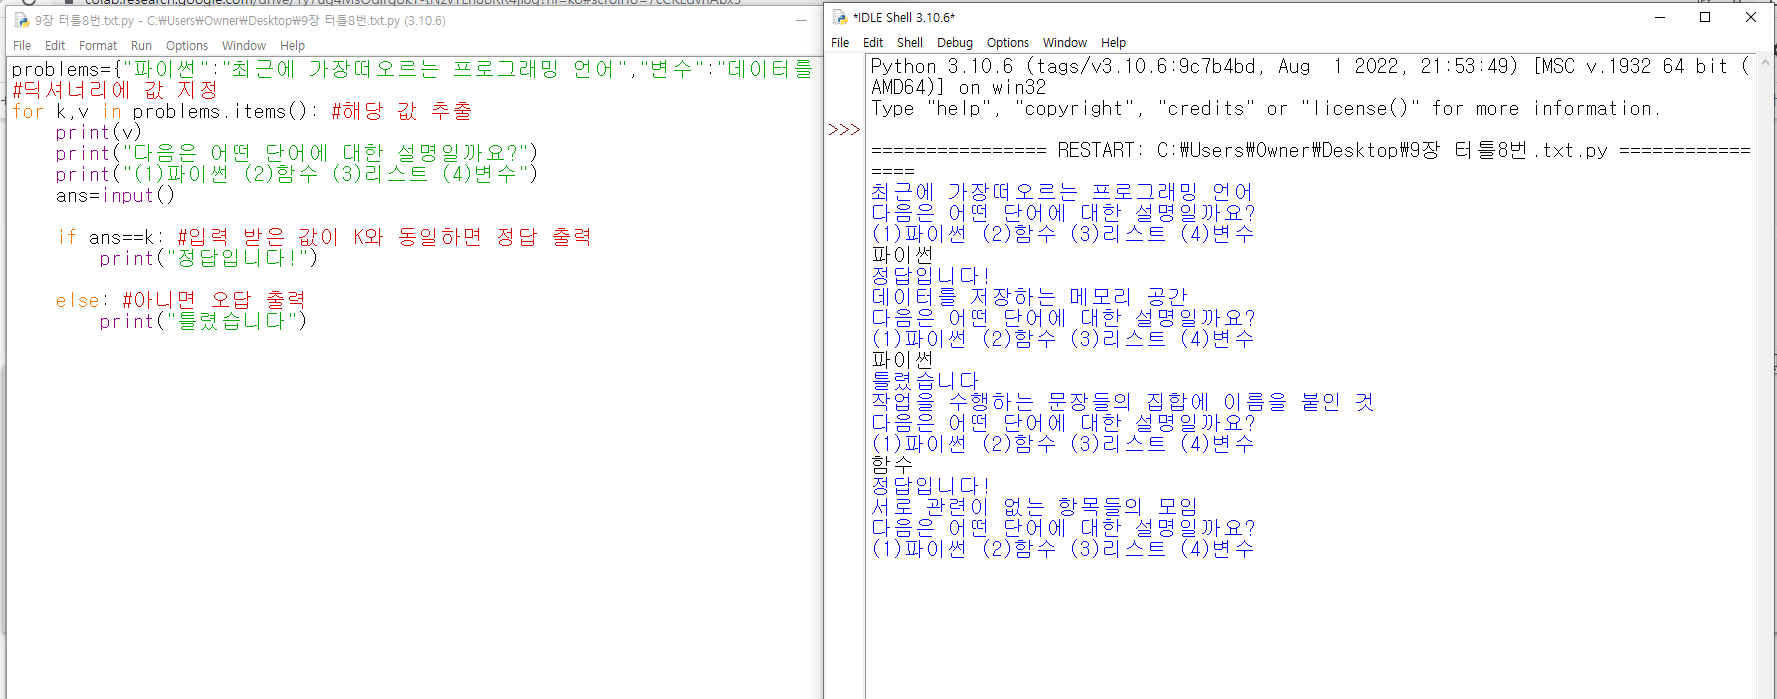 9장 터틀8번.txt.py - C:\Users\Owner\Desktop\9장 터틀8번.txt.py (3.10.6)
File Edit Format Run Options Window Help
problems={"파이썬":"최근에 가장떠오르는 프로그래밍 언어","변수":"데이터를
#딕셔너리에 값 지정
for k,v in problems.items(): #해당 값 추출
    print(v)
    print("다음은 어떤 단어에 대한 설명일까요?")
    print("(1)파이썬 (2)함수 (3)리스트 (4)변수")
    ans=input()
    if ans==k: #입력 받은 값이 K와 동일하면 정답 출력
        print("정답입니다!")
    else: #아니면 오답 출력
        print("틀렸습니다")
*IDLE Shell 3.10.6*
File Edit Shell Debug Options Window Help
Python 3.10.6 (tags/v3.10.6:9c7b4bd, Aug  1 2022, 21:53:49) [MSC v.1932 64 bit (
AMD64)] on win32
Type "help", "copyright", "credits" or "license()" for more information.
>>>
================ RESTART: C:\Users\Owner\Desktop\9장 터틀8번.txt.py ============
====
최근에 가장떠오르는 프로그래밍 언어
다음은 어떤 단어에 대한 설명일까요?
(1)파이썬 (2)함수 (3)리스트 (4)변수
파이썬
정답입니다!
데이터를 저장하는 메모리 공간
다음은 어떤 단어에 대한 설명일까요?
(1)파이썬 (2)함수 (3)리스트 (4)변수
파이썬
틀렸습니다
작업을 수행하는 문장들의 집합에 이름을 붙인 것
다음은 어떤 단어에 대한 설명일까요?
(1)파이썬 (2)함수 (3)리스트 (4)변수
함수
정답입니다!
서로 관련이 없는 항목들의 모임
다음은 어떤 단어에 대한 설명일까요?
(1)파이썬 (2)함수 (3)리스트 (4)변수